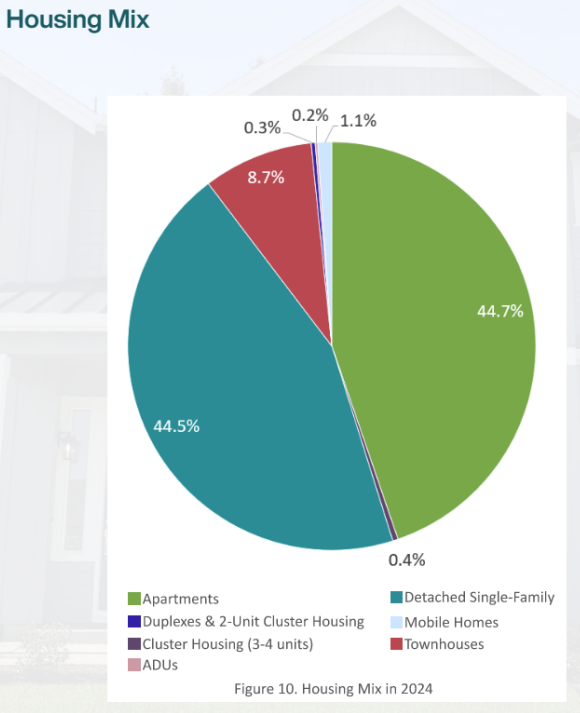 Housing Mix
0.3%
0.2%
1.1%
8.7%
44.7%
44.5%
0.4%
Apartments
Detached Single-Family
Duplexes & 2-Unit Cluster Housing
Mobile Homes
Cluster Housing (3-4 units)
Townhouses
ADUs
Figure 10. Housing Mix in 2024